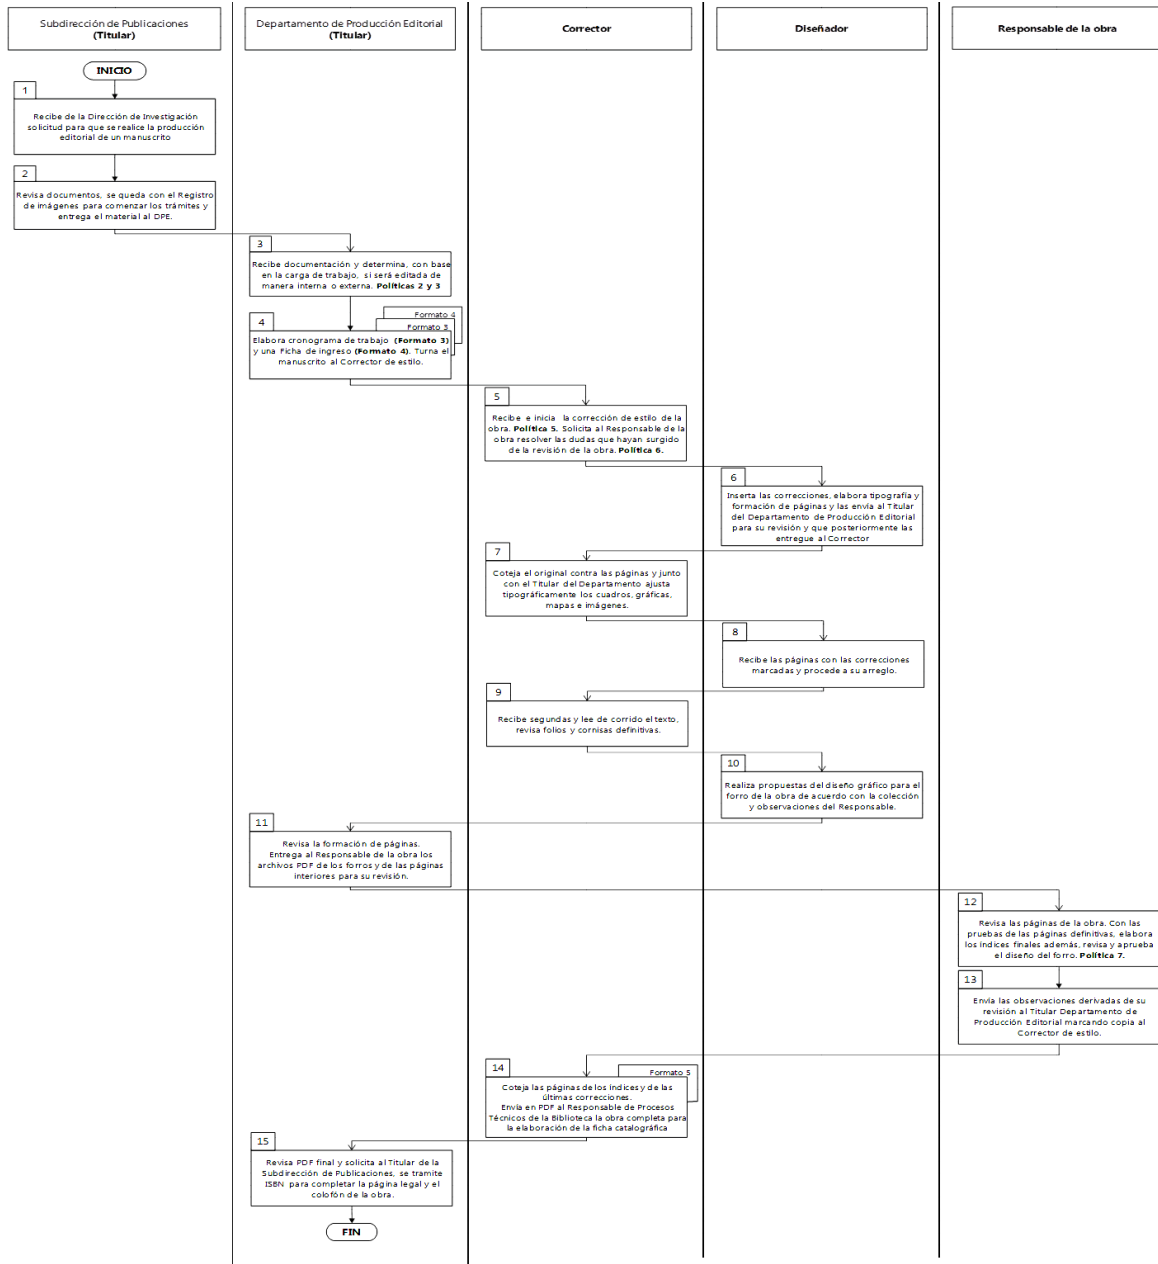 Subdirección de Publicaciones
(Titular)
Departamento de Producción Editorial
(Titular)
Corrector
Diseñador
Responsable de la obra
INICIO
1
Recibe de la Dirección de Investigación
solicitud para que se realice la producción
editorial de un manuscrito
2
Revisa documentos, se queda con el Registro
de imágenes para comenzar los trámites y
entrega el material al DPE.
3
Recibe documentación y determina, con base
en la carga de trabajo, si será editada de
manera interna o externa. Políticas 2 y 3
Formato 4
Formato 3
4
Elabora cronograma de trabajo (Formato 3)
y una Ficha de ingreso (Formato 4). Turna el
manuscrito al Corrector de estilo.
5
Recibe e inicia la corrección de estilo de la
obra. Política 5. Solicita al Responsable de la
obra resolver las dudas que hayan surgido
de la revisión de la obra. Política 6.
6
Inserta las correcciones, elabora tipografía y
formación de páginas y las envía al Titular
del Departamento de Producción Editorial
para su revisión y que posteriormente las
entregue al Corrector
7
Coteja el original contra las páginas y junto
con el Titular del Departamento ajusta
tipográficamente los cuadros, gráficas,
mapas e imágenes.
8
Recibe las páginas con las correcciones
marcadas y procede a su arreglo.
9
Recibe segundas y lee de corrido el texto,
revisa folios y cornisas definitivas.
10
Realiza propuestas del diseño gráfico para el
forro de la obra de acuerdo con la colección
y observaciones del Responsable.
11
Revisa la formación de páginas.
Entrega al Responsable de la obra los
archivos PDF de los forros y de las páginas
interiores para su revisión.
12
Revisa las páginas de la obra. Con las
pruebas de las páginas definitivas, elabora
los índices finales además, revisa y aprueba
el diseño del forro. Política 7.
13
Envía las observaciones derivadas de su
revisión al Titular Departamento de
Producción Editorial marcando copia al
Corrector de estilo.
14
Formato 5
Coteja las páginas de los índices y de las
últimas correcciones.
Envía en PDF al Responsable de Procesos
Técnicos de la Biblioteca la obra completa para
la elaboración de la ficha catalográfica
15
Revisa PDF final y solicita al Titular de la
Subdirección de Publicaciones, se tramite
ISBN para completar la página legal y el
colofón de la obra.
FIN